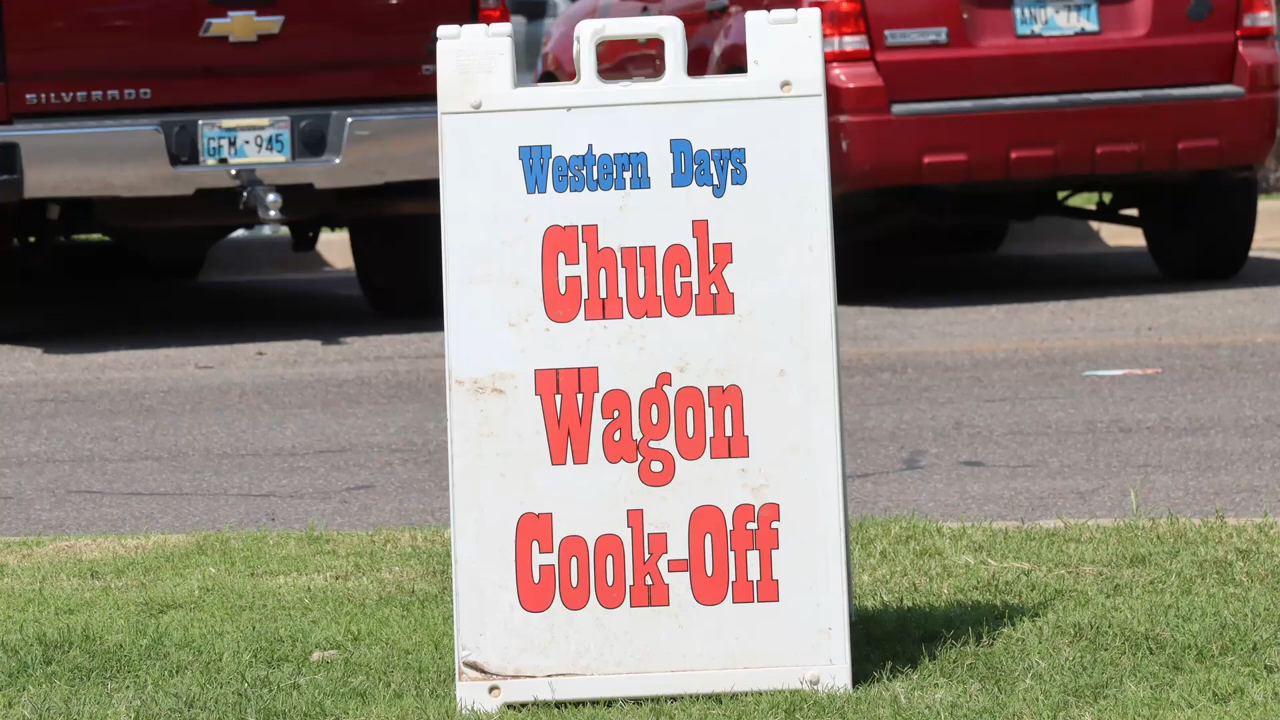 SILVERADO
GFM-945
Western Days
Chuck
Wagon
Cook-Off